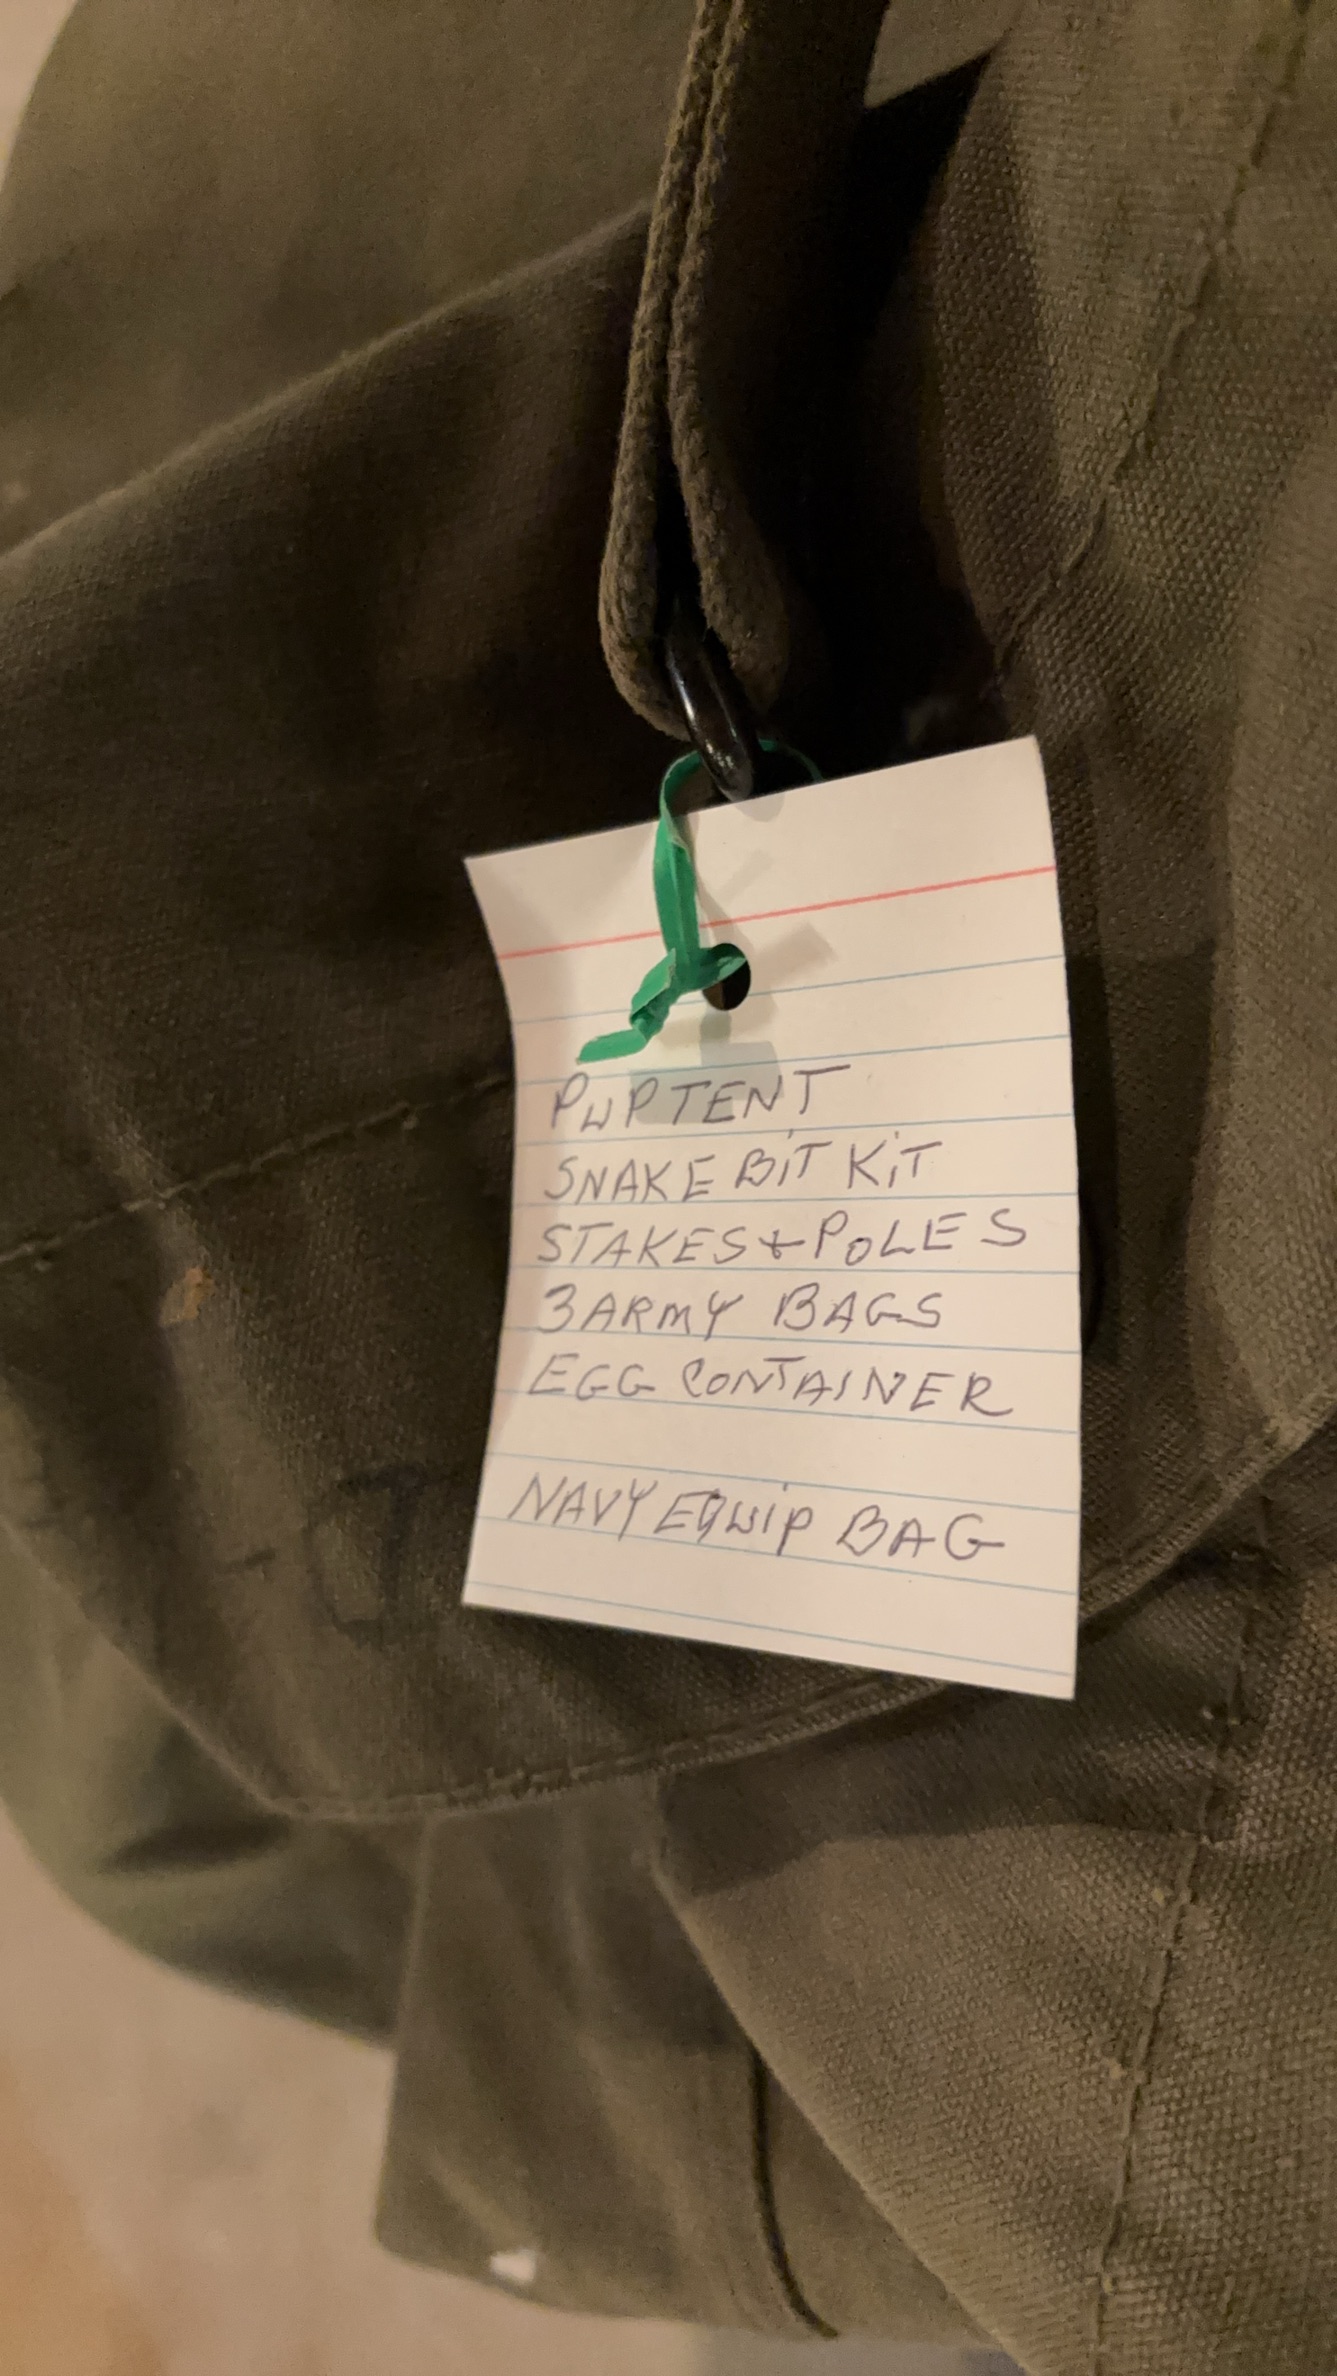 PUPTENT
SNAKE BiT KiT
STAKES + POLES
3 ARMY BAGS
EGG CONTAINER
NAVY EQUiP BAG